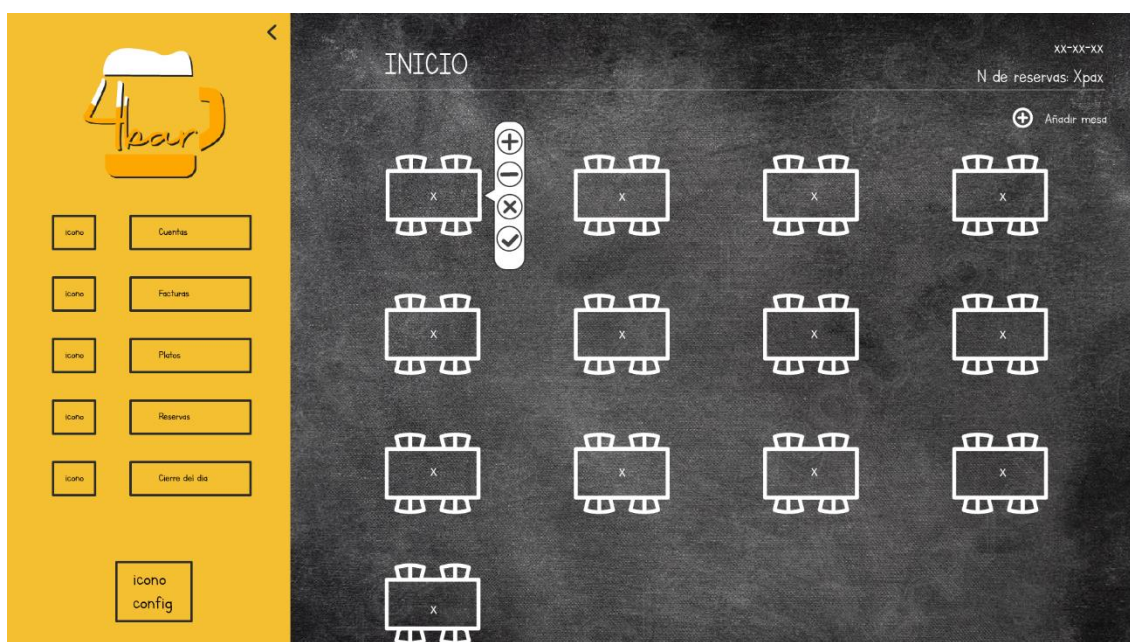 4bar
icono
Cuentas
icono
Facturas
icono
Platos
icono
Reservas
icono
Cierre del dia
icono
config
INICIO
xx-xx-xx
N de reservas: Xpax
Añadir mesa
X
X
X
X
X
X
X
X
X
X
X
X
X